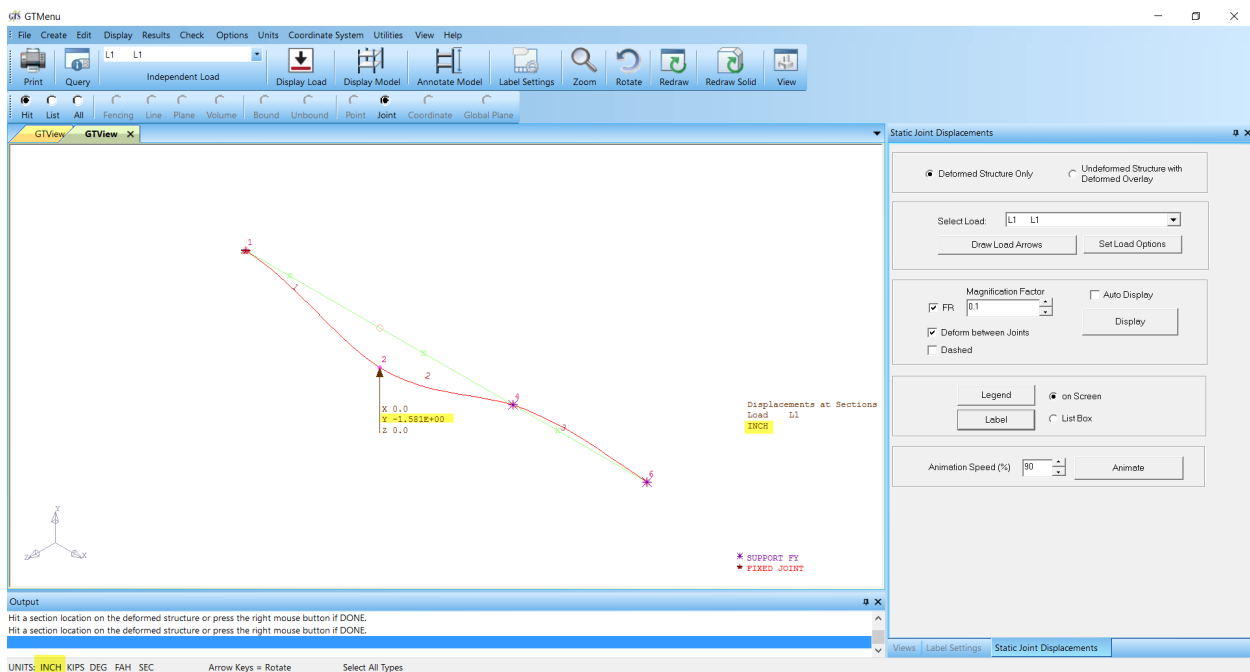 GTS GTMenu
File Create Edit Display Results Check Options Units Coordinate System Utilities View Help
L1 L1
Independent Load
Print Query Display Load Display Model Annotate Model Label Settings Zoom Rotate Redraw Redraw Solid View
Hit List All Fencing Line Plane Volume Bound Unbound Point Joint Coordinate Global Plane
GTView GTView X
1
1
2
2
X 0.0
Y -1.581E+00
Z 0.0
4
3
6
Displacements at Sections
Load L1
INCH
Y
Z X
SUPPORT FY
FIXED JOINT
Static Joint Displacements
Deformed Structure Only
Undeformed Structure with
Deformed Overlay
Select Load: L1 L1
Draw Load Arrows Set Load Options
Magnification Factor
FR 0.1
Auto Display
Display
Deform between Joints
Dashed
Legend on Screen
Label List Box
Animation Speed (%) 90 Animate
Views Label Settings Static Joint Displacements
Output
Hit a section location on the deformed structure or press the right mouse button if DONE.
Hit a section location on the deformed structure or press the right mouse button if DONE.
UNITS: INCH KIPS DEG FAH SEC Arrow Keys = Rotate Select All Types